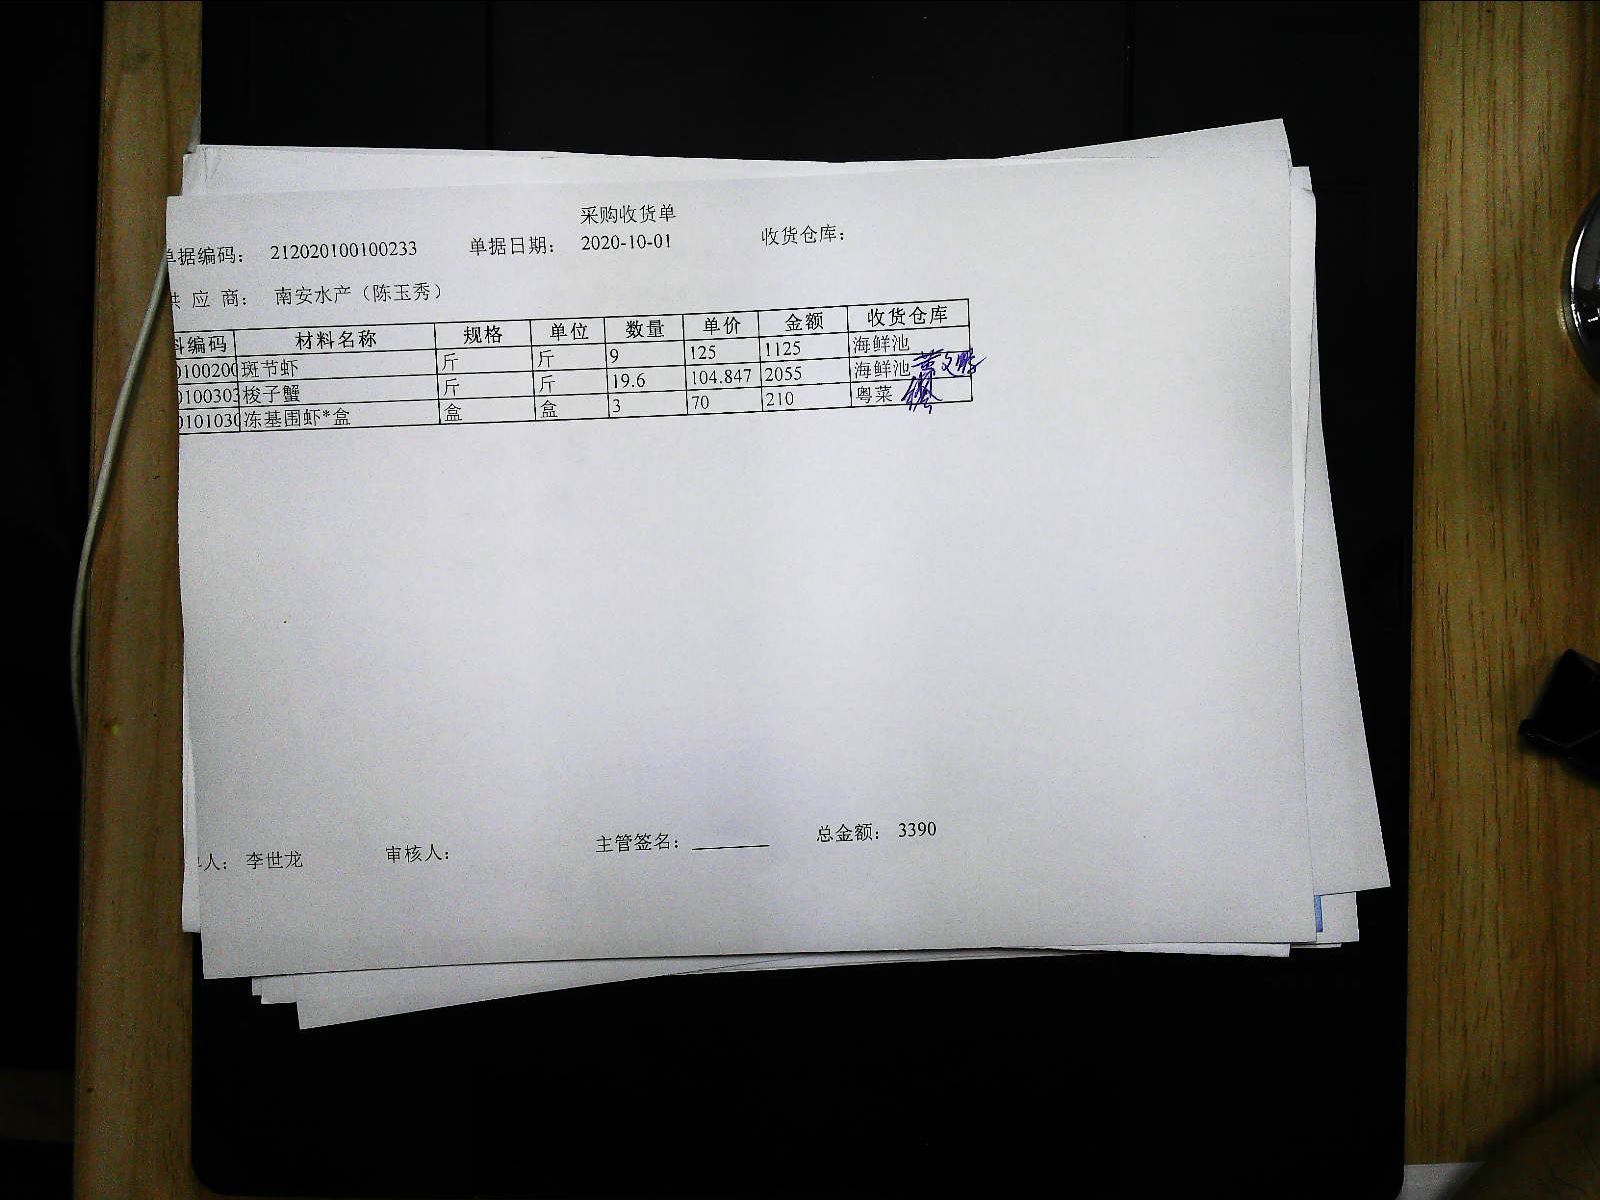 采购收货单
单据编码： 212020100100233 单据日期： 2020-10-01 收货仓库：
供 应 商： 南安水产（陈玉秀）
料编码 材料名称 规格 单位 数量 单价 金额 收货仓库
0100200 斑节虾 斤 斤 9 125 1125 海鲜池
0100303 梭子蟹 斤 斤 19.6 104.847 2055 海鲜池
0101030 冻基围虾*盒 盒 盒 3 70 210 粤菜
人： 李世龙 审核人： 主管签名： 总金额： 3390